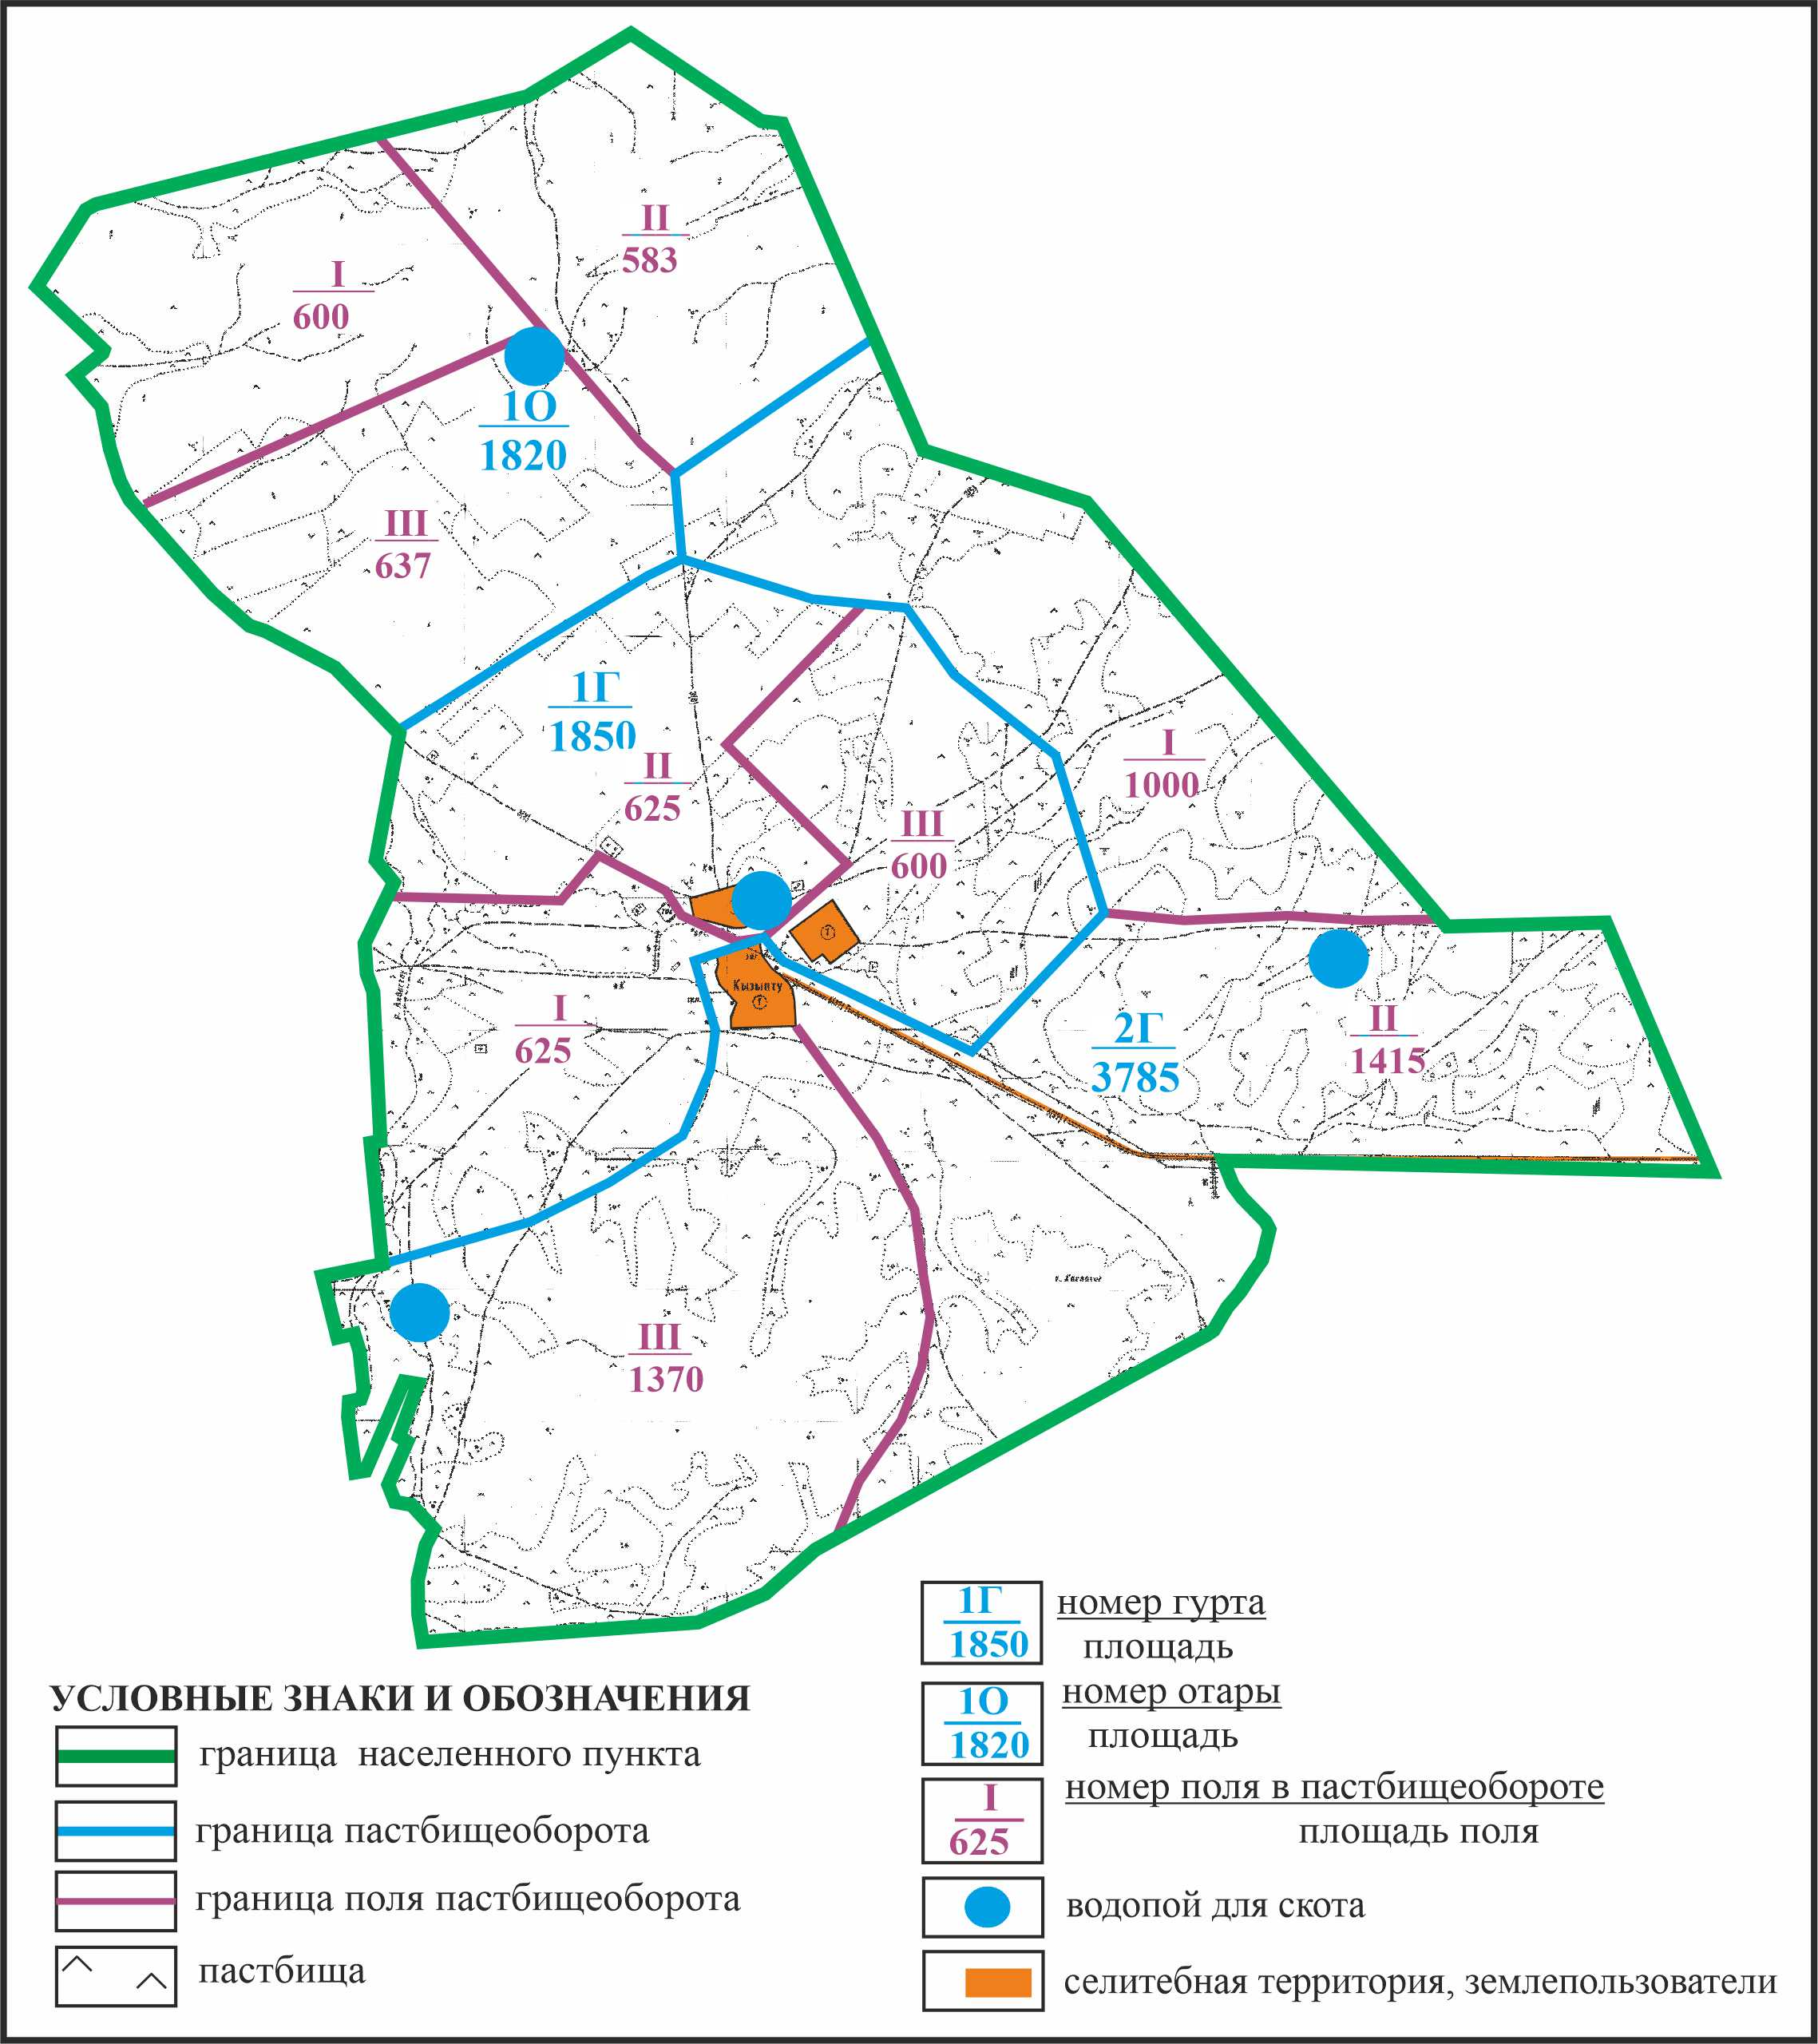 II
583
I
600
1О
1820
III
637
1Г
1850
II
625
I
1000
III
600
Кызылту
I
625
2Г
3785
II
1415
III
1370
УСЛОВНЫЕ ЗНАКИ И ОБОЗНАЧЕНИЯ
граница населенного пункта
граница пастбищеоборота
граница поля пастбищеоборота
пастбища
1Г
1850
номер гурта
площадь
1О
1820
номер отары
площадь
I
625
номер поля в пастбищеобороте
площадь поля
водопой для скота
селитебная территория, землепользователи